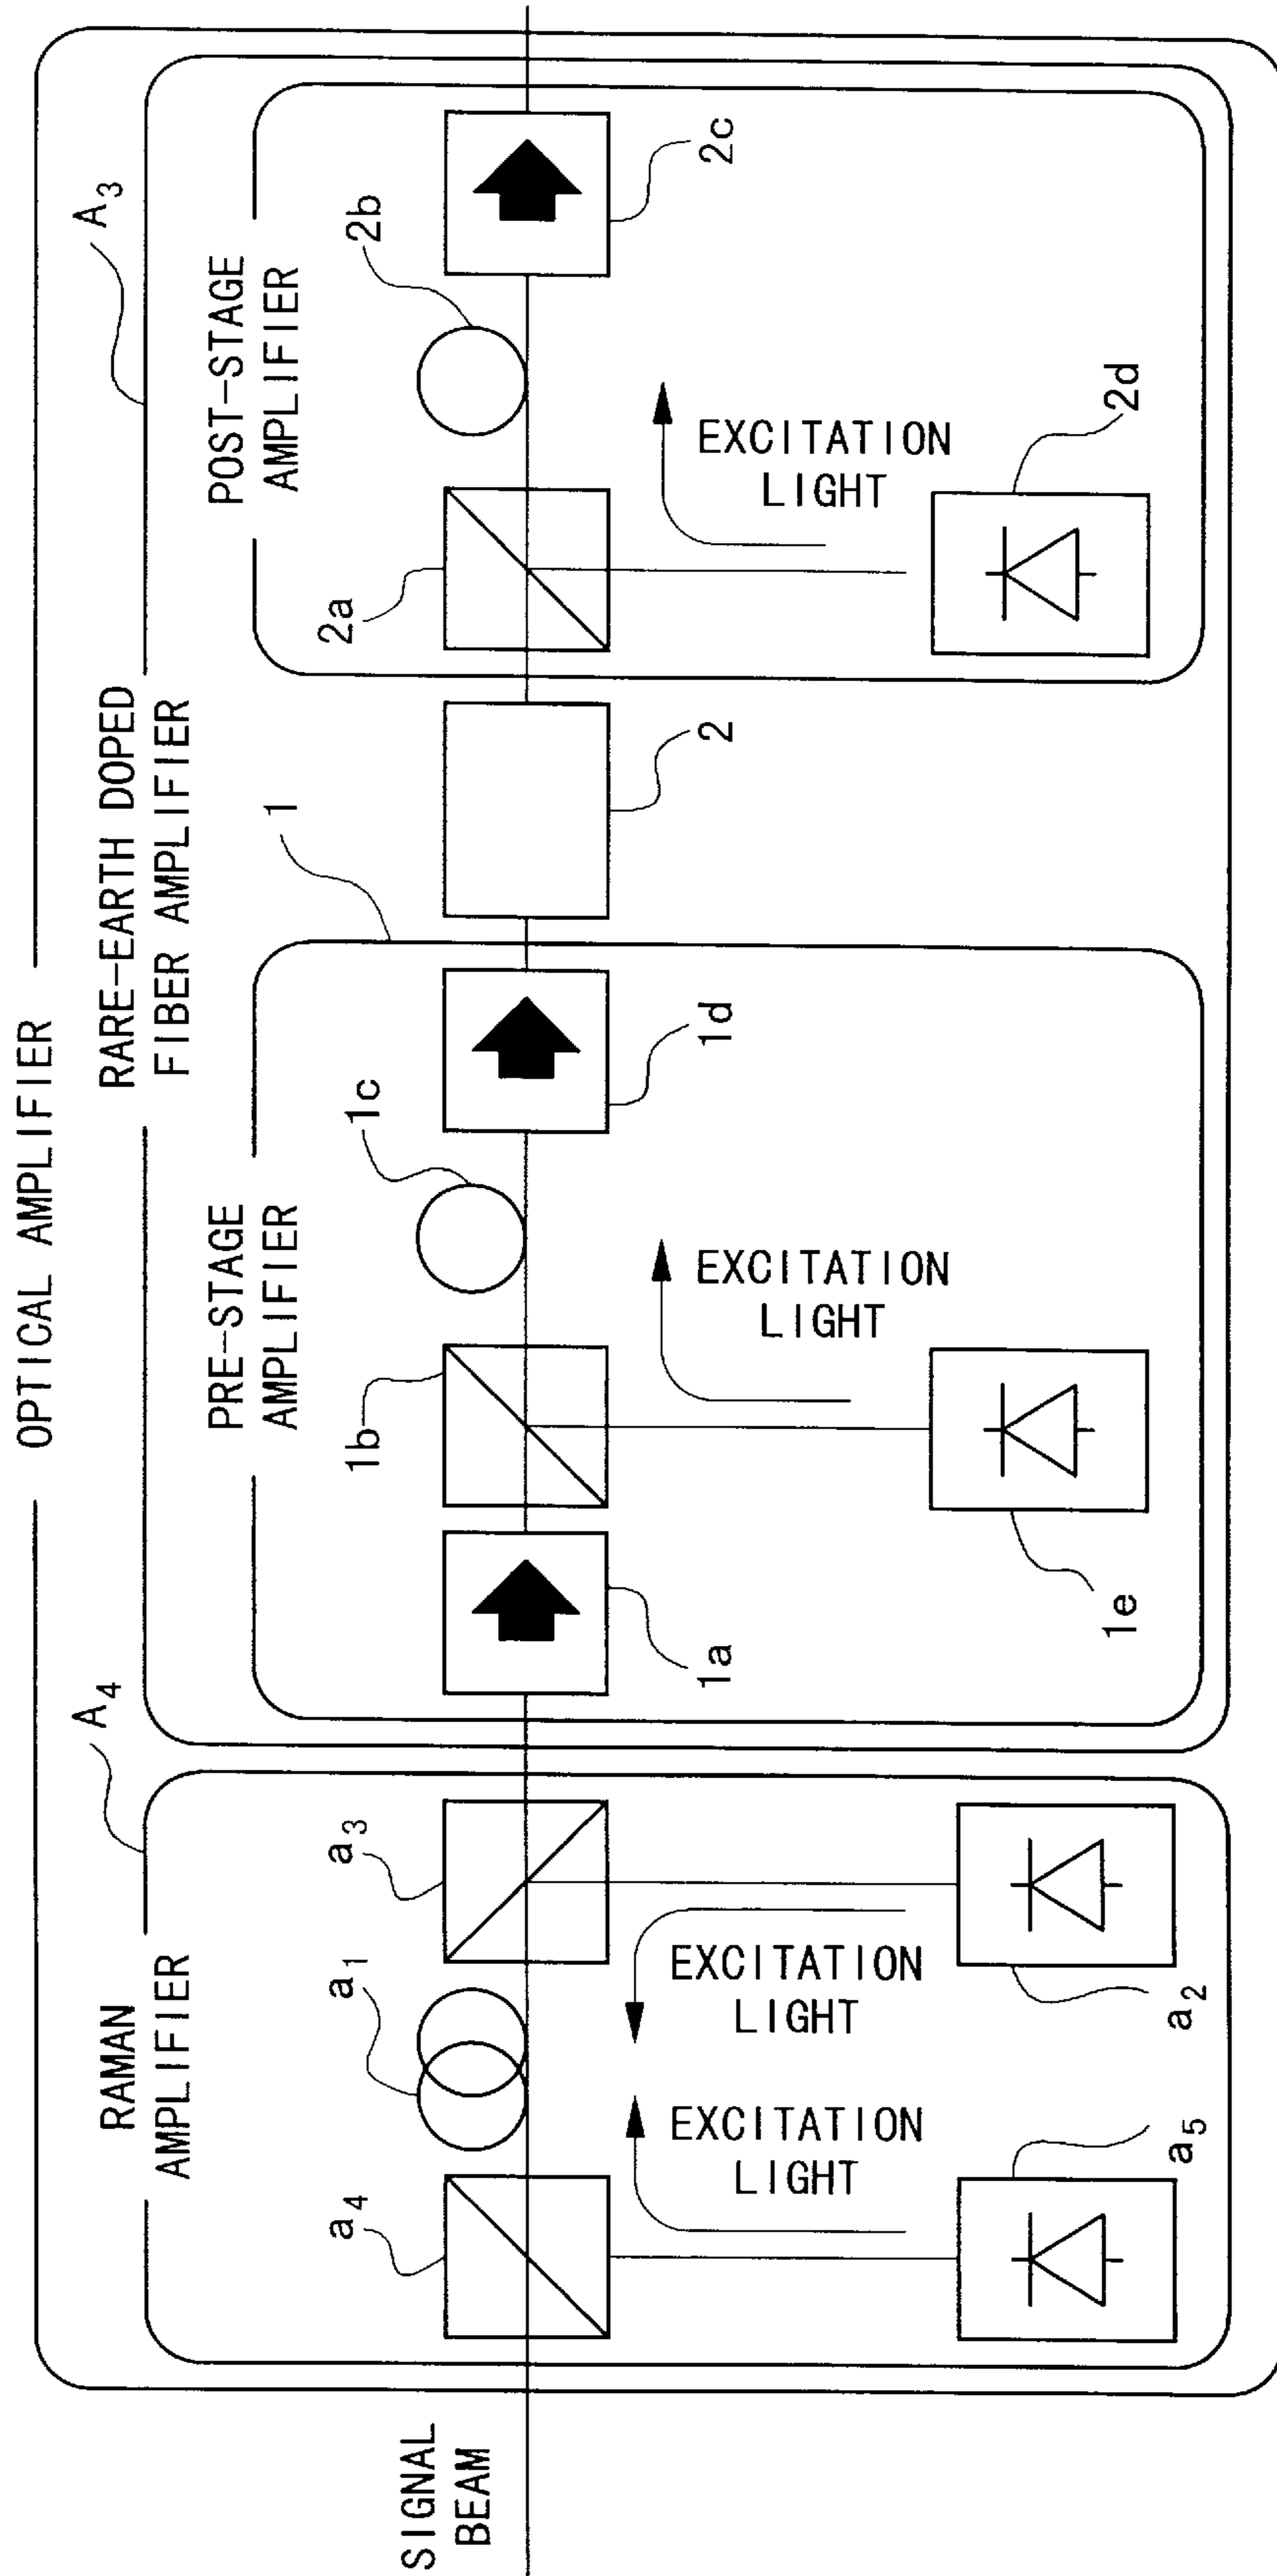 OPTICAL AMPLIFIER
RARE-EARTH DOPED
FIBER AMPLIFIER
A4
A3
RAMAN
AMPLIFIER
PRE-STAGE
AMPLIFIER
1
POST-STAGE
AMPLIFIER
SIGNAL
BEAM
a4
a1
a3
1b
1c
2a
2b
1a
1d
2
2c
EXCITATION
LIGHT
EXCITATION
LIGHT
EXCITATION
LIGHT
EXCITATION
LIGHT
a5
a2
1e
2d